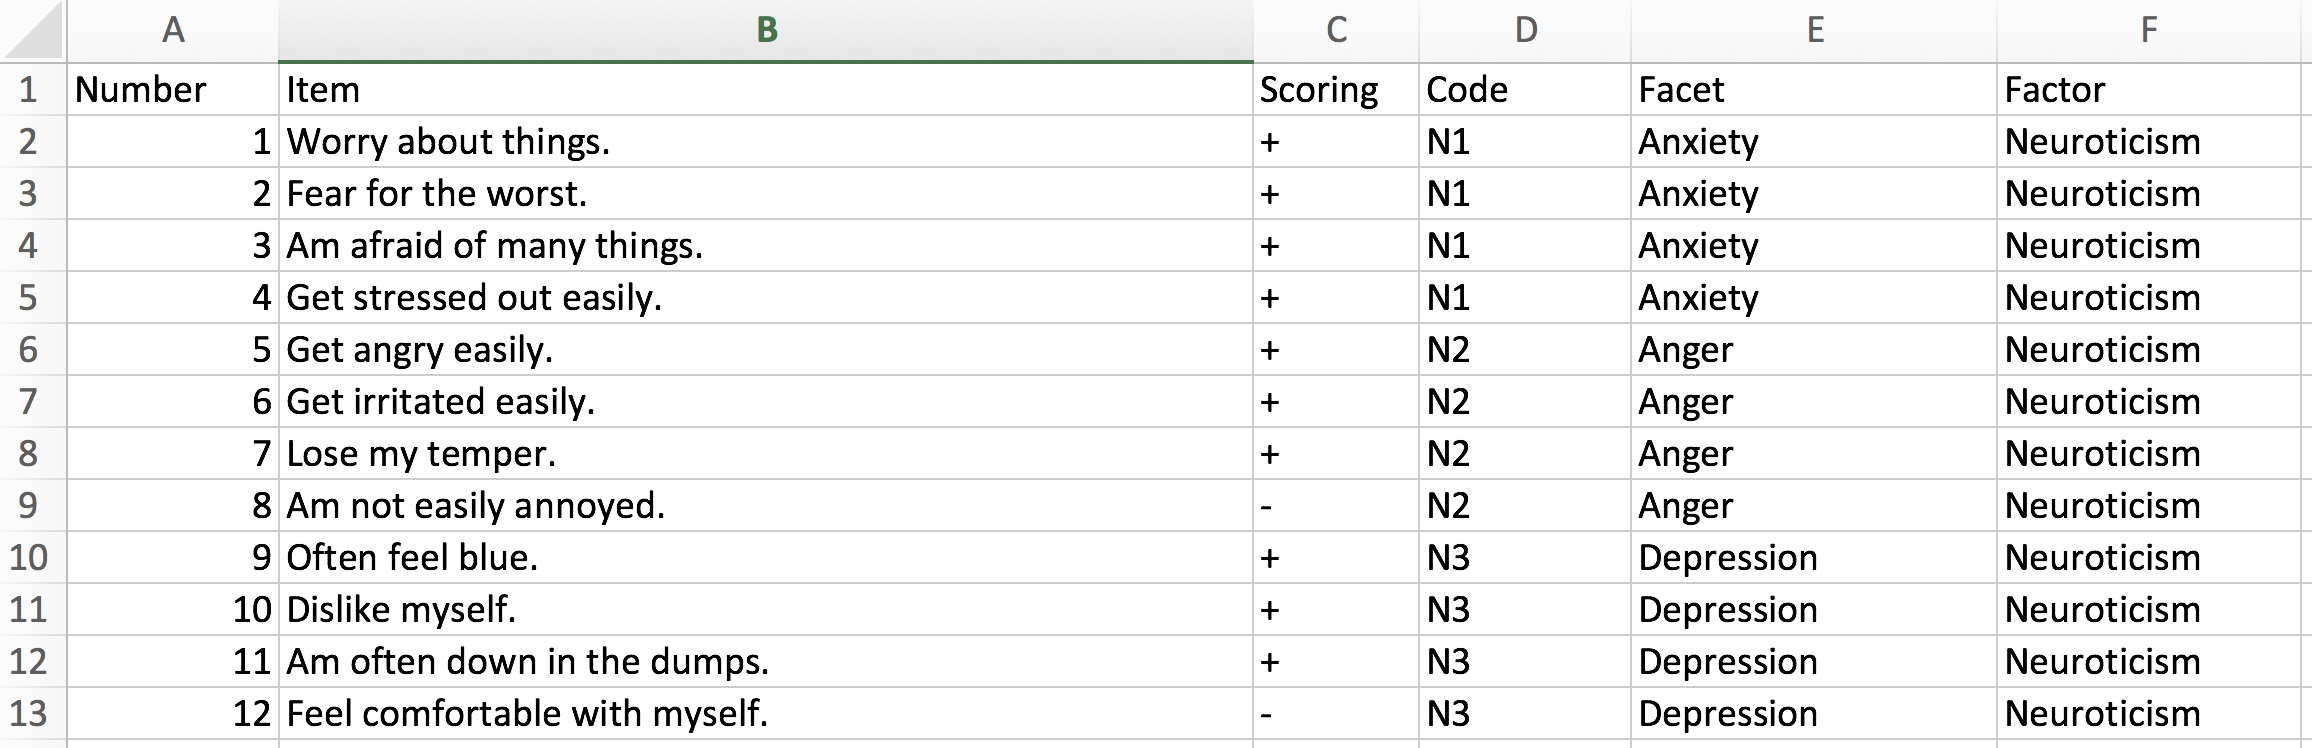 A B C D E F
1 Number Item Scoring Code Facet Factor
2 1 Worry about things. + N1 Anxiety Neuroticism
3 2 Fear for the worst. + N1 Anxiety Neuroticism
4 3 Am afraid of many things. + N1 Anxiety Neuroticism
5 4 Get stressed out easily. + N1 Anxiety Neuroticism
6 5 Get angry easily. + N2 Anger Neuroticism
7 6 Get irritated easily. + N2 Anger Neuroticism
8 7 Lose my temper. + N2 Anger Neuroticism
9 8 Am not easily annoyed. - N2 Anger Neuroticism
10 9 Often feel blue. + N3 Depression Neuroticism
11 10 Dislike myself. + N3 Depression Neuroticism
12 11 Am often down in the dumps. + N3 Depression Neuroticism
13 12 Feel comfortable with myself. - N3 Depression Neuroticism